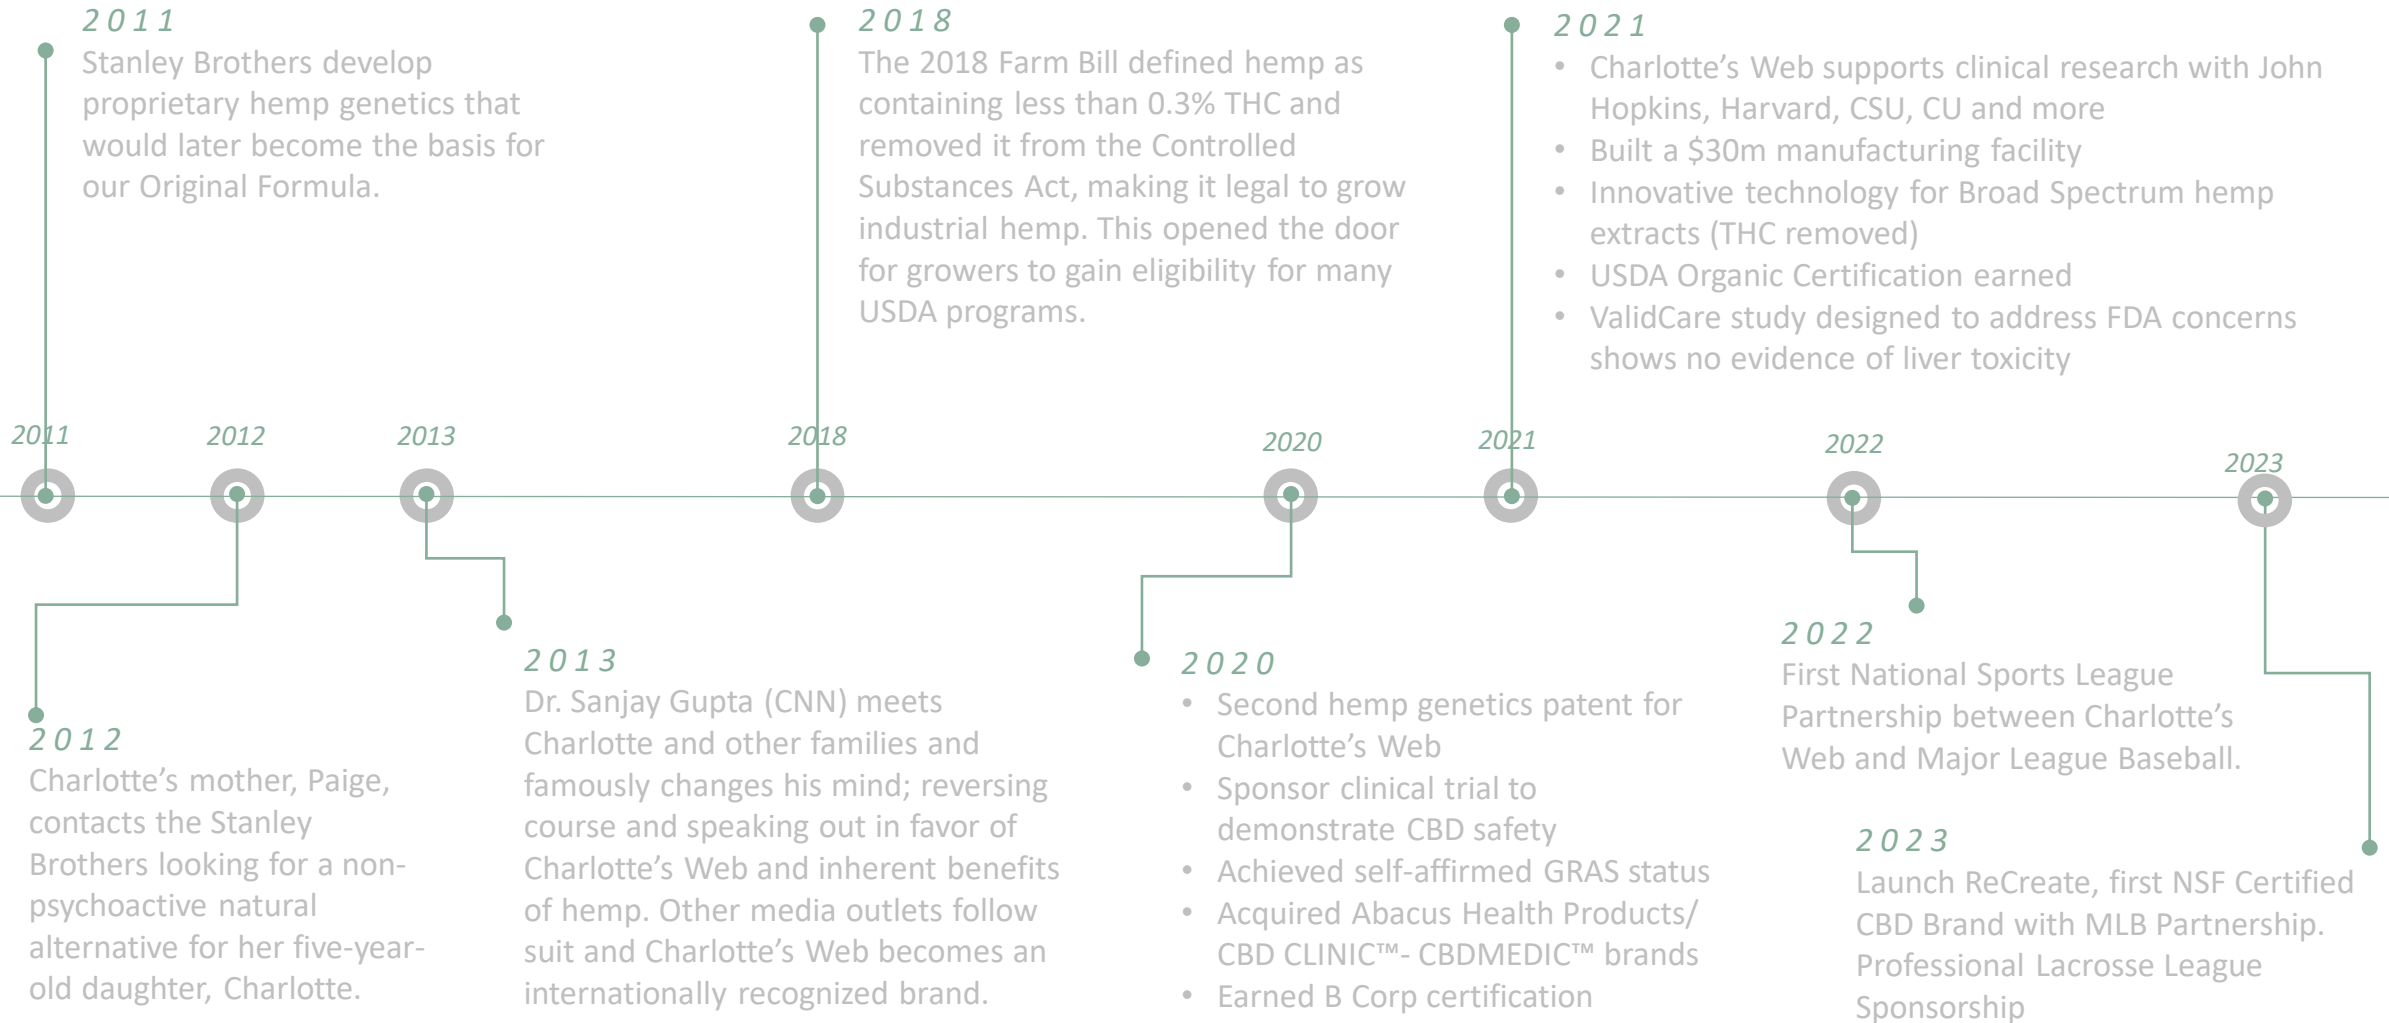 2011
Stanley Brothers develop
proprietary hemp genetics that
would later become the basis for
our Original Formula.
2018
The 2018 Farm Bill defined hemp as
containing less than 0.3% THC and
removed it from the Controlled
Substances Act, making it legal to grow
industrial hemp. This opened the door
for growers to gain eligibility for many
USDA programs.
2021
• Charlotte’s Web supports clinical research with John
Hopkins, Harvard, CSU, CU and more
• Built a $30m manufacturing facility
• Innovative technology for Broad Spectrum hemp
extracts (THC removed)
• USDA Organic Certification earned
• ValidCare study designed to address FDA concerns
shows no evidence of liver toxicity
2011
2012
2013
2018
2020
2021
2022
2023
2012
Charlotte’s mother, Paige,
contacts the Stanley
Brothers looking for a non-
psychoactive natural
alternative for her five-year-
old daughter, Charlotte.
2013
Dr. Sanjay Gupta (CNN) meets
Charlotte and other families and
famously changes his mind; reversing
course and speaking out in favor of
Charlotte’s Web and inherent benefits
of hemp. Other media outlets follow
suit and Charlotte’s Web becomes an
internationally recognized brand.
2020
• Second hemp genetics patent for
Charlotte’s Web
• Sponsor clinical trial to
demonstrate CBD safety
• Achieved self-affirmed GRAS status
• Acquired Abacus Health Products/
CBD CLINIC™- CBDMEDIC™ brands
• Earned B Corp certification
2022
First National Sports League
Partnership between Charlotte’s
Web and Major League Baseball.
2023
Launch ReCreate, first NSF Certified
CBD Brand with MLB Partnership.
Professional Lacrosse League
Sponsorship